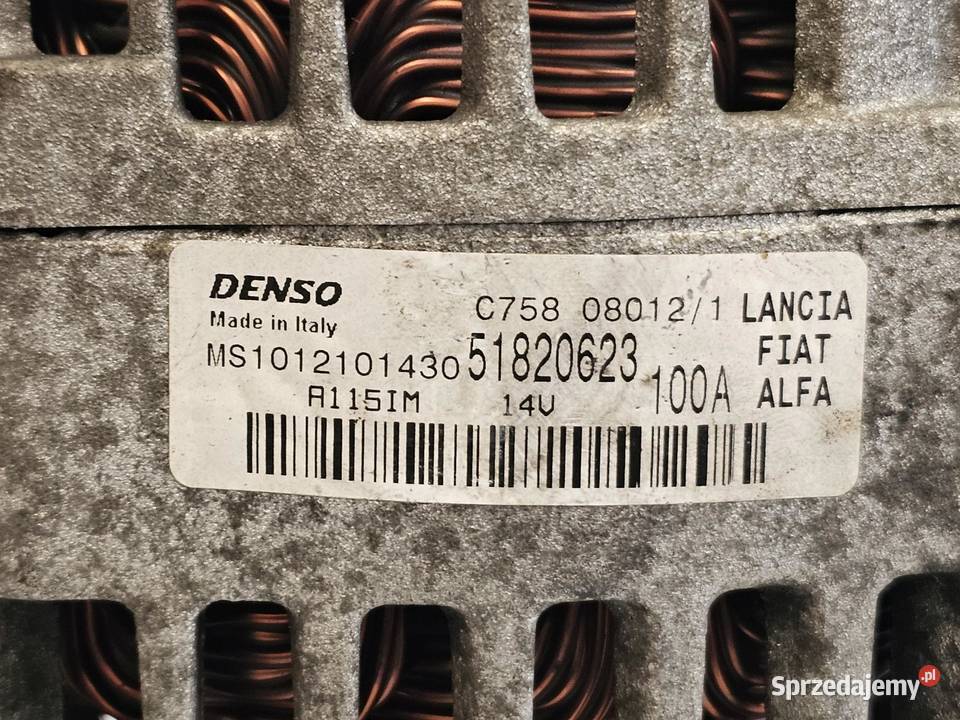 DENSO
Made in Italy
C758 08012/1 LANCIA
MS1012101430 51820623 FIAT
A115IM 14V 100A ALFA
Sprzedajemy.pl